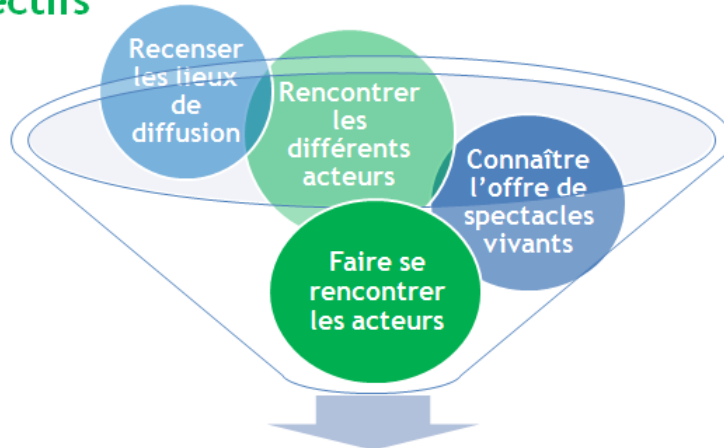 ectifs
Recenser
les lieux
de
diffusion
Rencontrer
les
différents
acteurs
Connaître
l'offre de
spectacles
vivants
Faire se
rencontrer
les acteurs